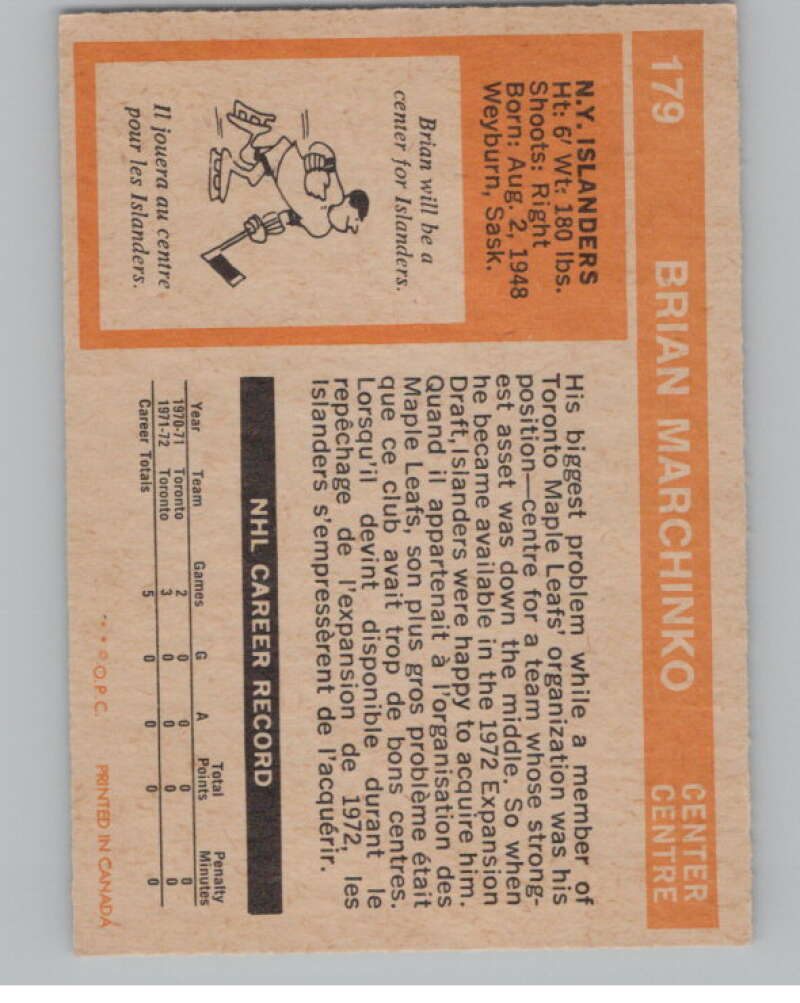 179 BRIAN MARCHINKO
CENTER
CENTRE
N.Y. ISLANDERS
Ht: 6' Wt: 180 lbs.
Shoots: Right
Born: Aug. 2, 1948
Weyburn, Sask.
Brian will be a
center for Islanders.
Il jouera au centre
pour les Islanders.
His biggest problem while a member of
Toronto Maple Leafs' organization was his
position—centre for a team whose strong-
est asset was down the middle. So when
he became available in the 1972 Expansion
Draft, Islanders were happy to acquire him.
Quand il appartenait à l'organisation des
Maple Leafs, son plus gros problème était
que ce club avait trop de bons centres.
Lorsqu'il devint disponible durant le
repêchage de l'expansion de 1972, les
Islanders s'empressèrent de l'acquérir.
NHL CAREER RECORD
Year Team Games G A Total Points Penalty Minutes
1970-71 Toronto 2 0 0 0 0
1971-72 Toronto 3 0 0 0 0
Career Totals 5 0 0 0 0
O.P.C. PRINTED IN CANADA